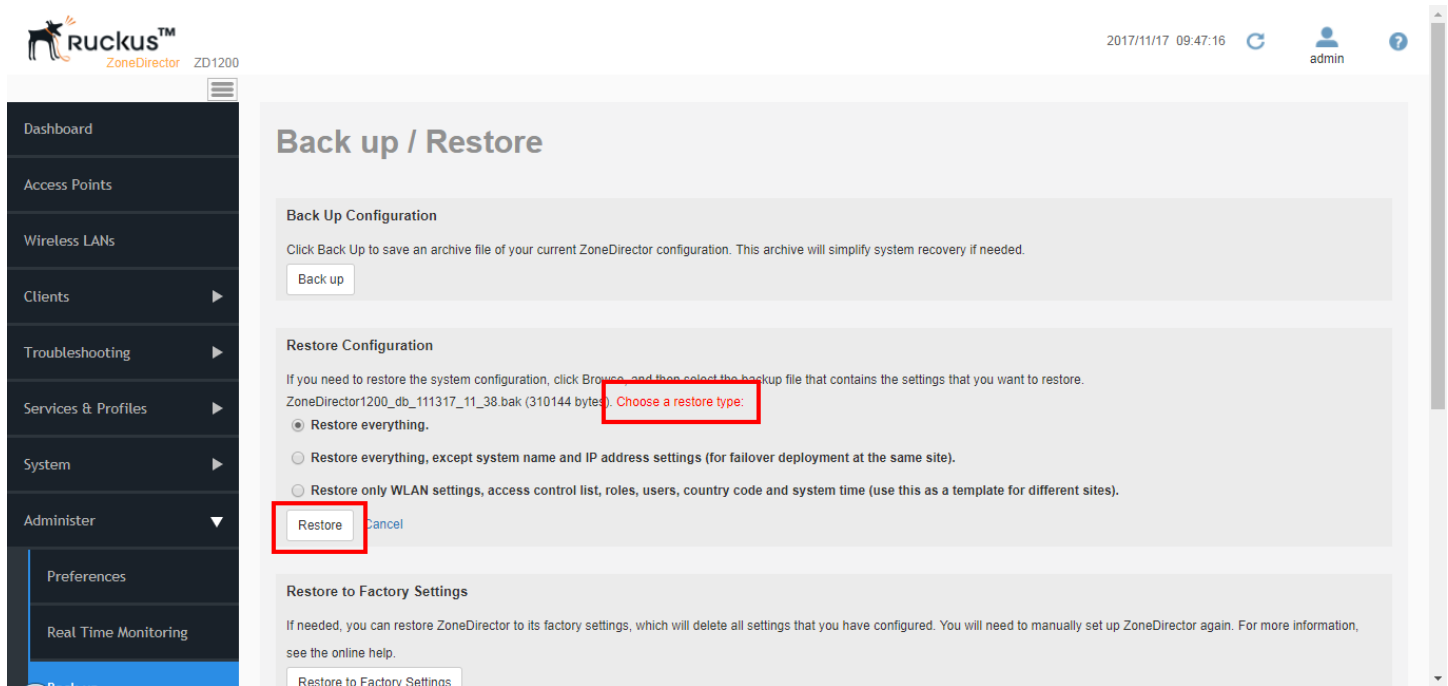 Ruckus™
ZoneDirector ZD1200
2017/11/17 09:47:16
admin
Dashboard
Access Points
Wireless LANs
Clients
Troubleshooting
Services & Profiles
System
Administer
Preferences
Real Time Monitoring
Back up / Restore
Back Up Configuration
Click Back Up to save an archive file of your current ZoneDirector configuration. This archive will simplify system recovery if needed.
Back up
Restore Configuration
If you need to restore the system configuration, click Browse, and then select the backup file that contains the settings that you want to restore.
ZoneDirector1200_db_111317_11_38.bak (310144 bytes). Choose a restore type:
Restore everything.
Restore everything, except system name and IP address settings (for failover deployment at the same site).
Restore only WLAN settings, access control list, roles, users, country code and system time (use this as a template for different sites).
Restore Cancel
Restore to Factory Settings
If needed, you can restore ZoneDirector to its factory settings, which will delete all settings that you have configured. You will need to manually set up ZoneDirector again. For more information,
see the online help.
Restore to Factory Settings